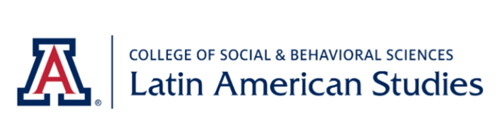 A®
COLLEGE OF SOCIAL & BEHAVIORAL SCIENCES
Latin American Studies